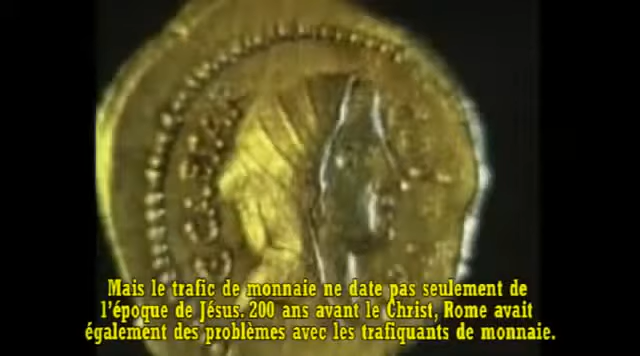 Mais le trafic de monnaie ne date pas seulement de
l'époque de Jésus. 200 ans avant le Christ, Rome avait
également des problèmes avec les trafiquants de monnaie.